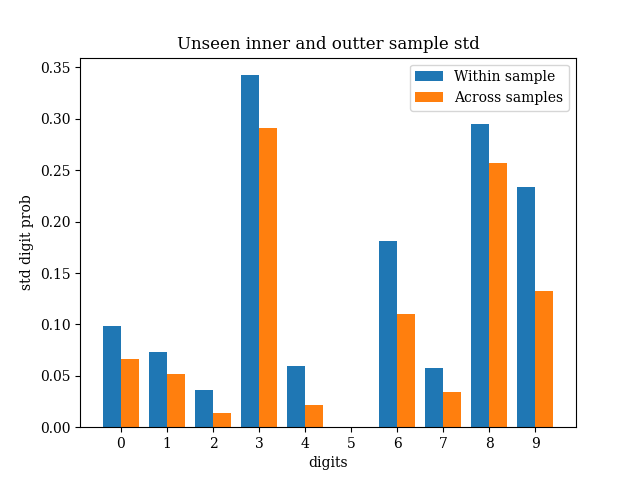 Unseen inner and outter sample std
Within sample
Across samples
std digit prob
0.35
0.30
0.25
0.20
0.15
0.10
0.05
0.00
0 1 2 3 4 5 6 7 8 9
digits